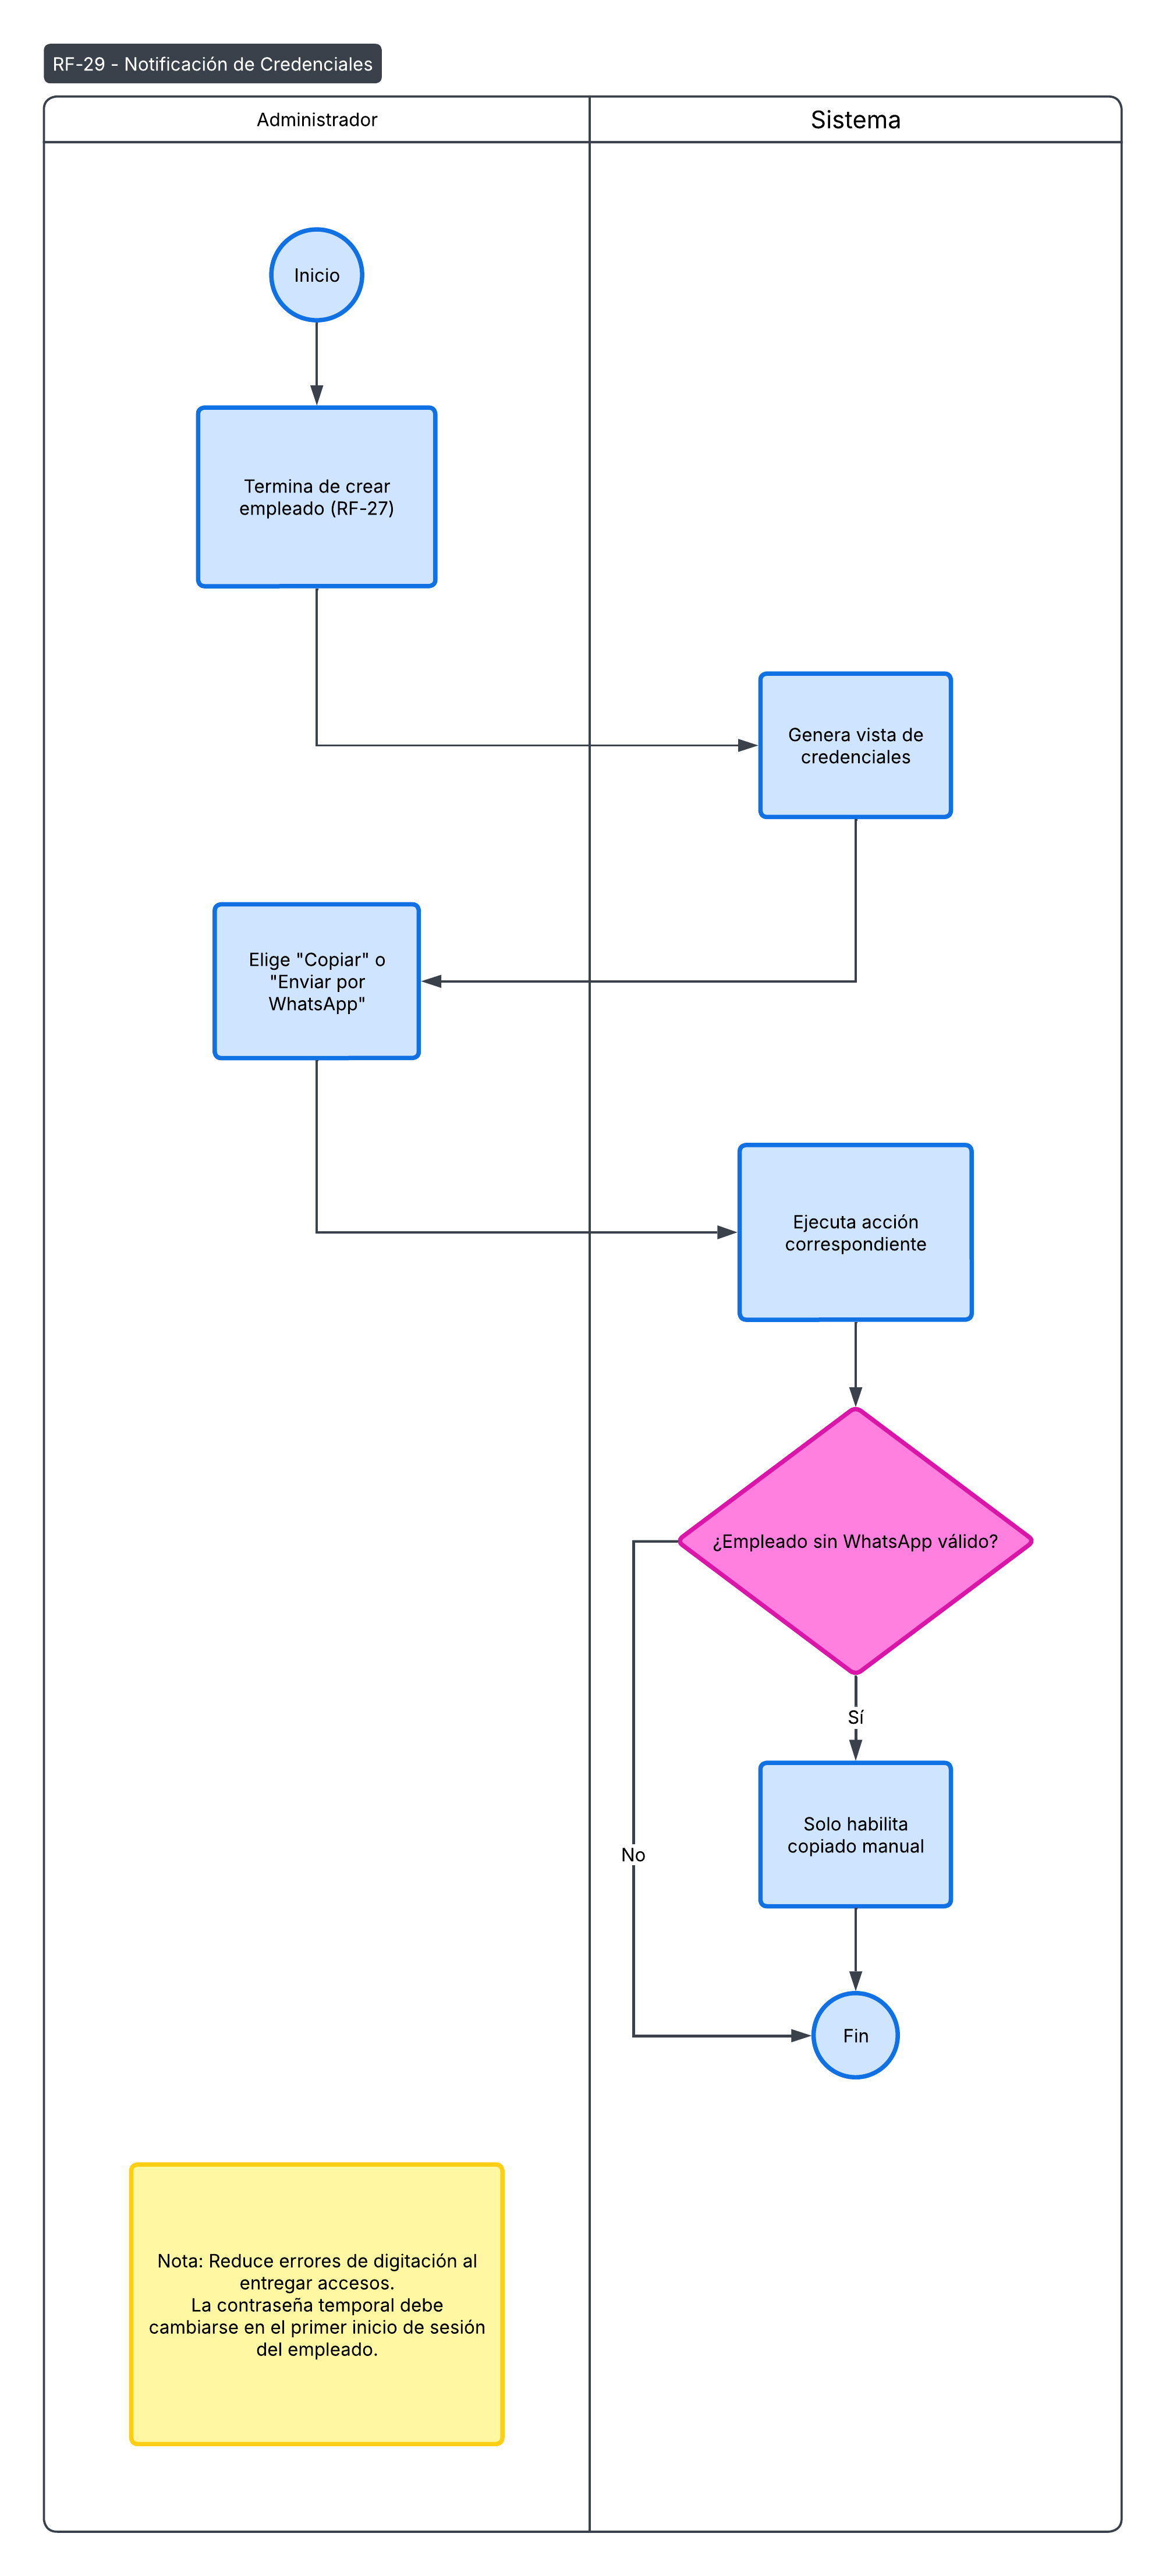 RF-29 - Notificación de Credenciales
Administrador
Sistema
Inicio
Termina de crear
empleado (RF-27)
Genera vista de
credenciales
Elige "Copiar" o
"Enviar por
WhatsApp"
Ejecuta acción
correspondiente
¿Empleado sin WhatsApp válido?
Sí
Solo habilita
copiado manual
No
Fin
Nota: Reduce errores de digitación al
entregar accesos.
La contraseña temporal debe
cambiarse en el primer inicio de sesión
del empleado.